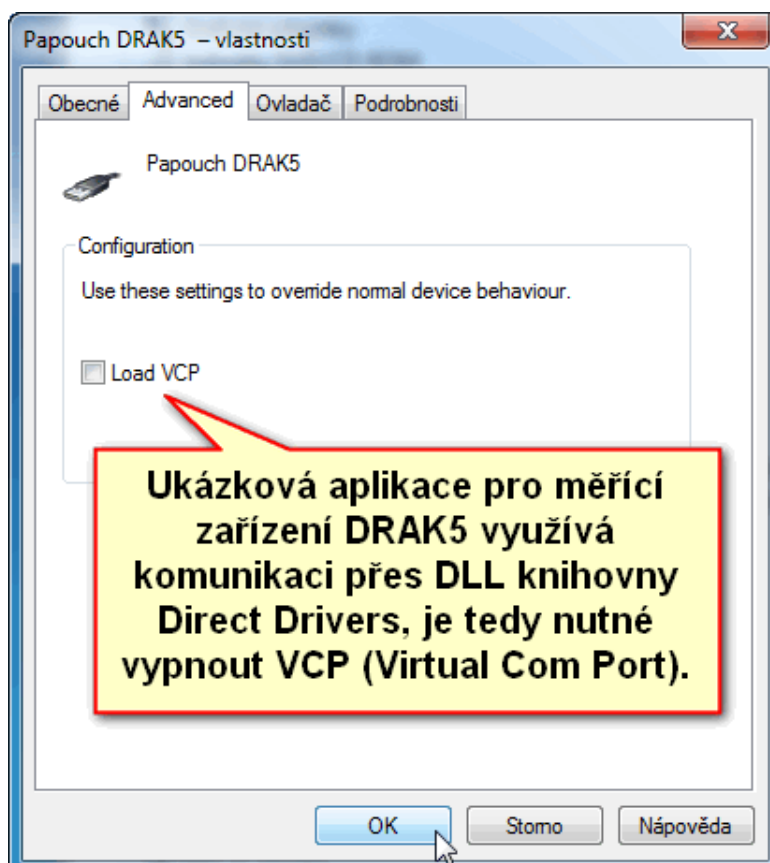 Papouch DRAK5 – vlastnosti
Obecné Advanced Ovladač Podrobnosti
Papouch DRAK5
Configuration
Use these settings to override normal device behaviour.
Load VCP
Ukázková aplikace pro měřící
zařízení DRAK5 využívá
komunikaci přes DLL knihovny
Direct Drivers, je tedy nutné
vypnout VCP (Virtual Com Port).
OK Storno Nápověda